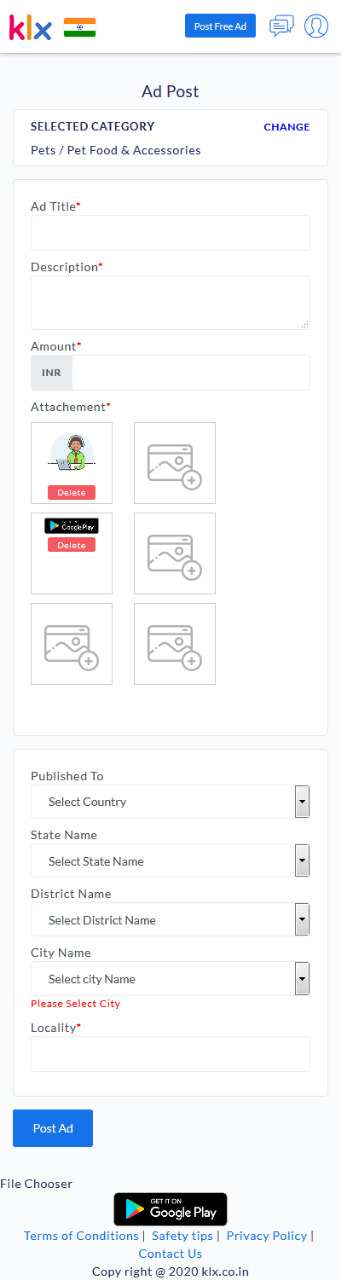 klx
Post Free Ad
Ad Post
SELECTED CATEGORY
CHANGE
Pets / Pet Food & Accessories
Ad Title*
Description*
Amount*
INR
Attachement*
Delete
Google Play
Delete
Published To
Select Country
State Name
Select State Name
District Name
Select District Name
City Name
Select city Name
Please Select City
Locality*
Post Ad
File Chooser
GET IT ON
Google Play
Terms of Conditions | Safety tips | Privacy Policy |
Contact Us
Copy right @ 2020 klx.co.in